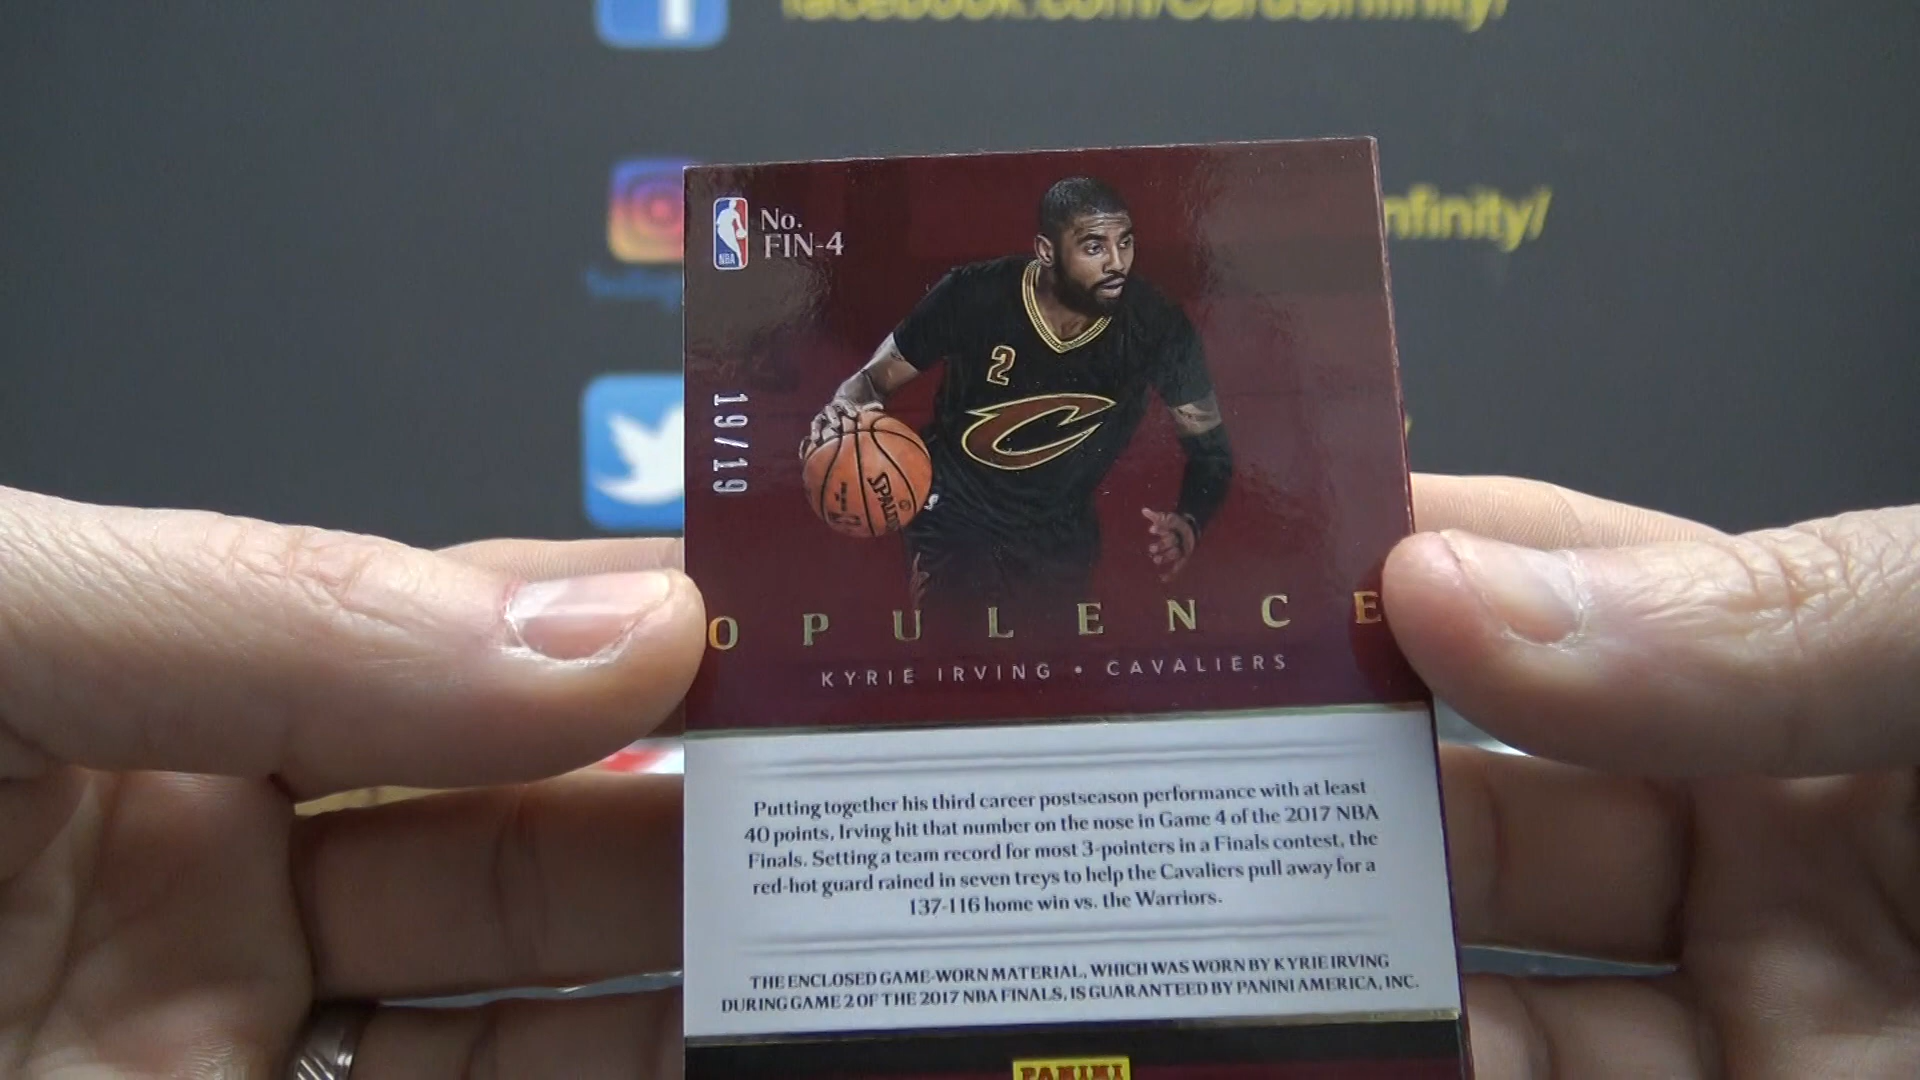 facebook.com/Cardsinfinity/
nfinity/
NBA
No.
FIN-4
19/19
2
SPALD
OPULENCE
KYRIE IRVING • CAVALIERS
Putting together his third career postseason performance with at least
40 points, Irving hit that number on the nose in Game 4 of the 2017 NBA
Finals. Setting a team record for most 3-pointers in a Finals contest, the
red-hot guard rained in seven treys to help the Cavaliers pull away for a
137-116 home win vs. the Warriors.
THE ENCLOSED GAME-WORN MATERIAL, WHICH WAS WORN BY KYRIE IRVING
DURING GAME 2 OF THE 2017 NBA FINALS, IS GUARANTEED BY PANINI AMERICA, INC.
PANINI